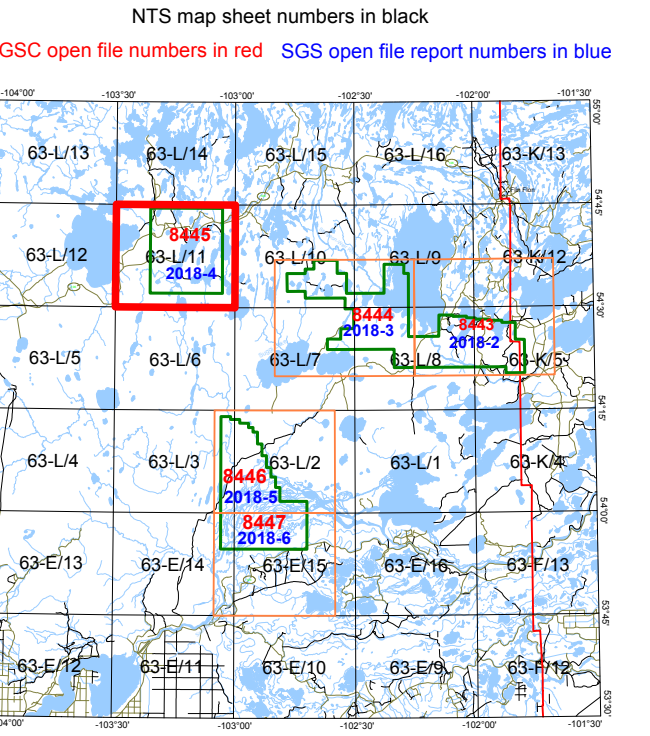 NTS map sheet numbers in black
GSC open file numbers in red SGS open file report numbers in blue
-104°00' -103°30' -103°00' -102°30' -102°00' -101°30'
55°00'
63-L/13 63-L/14 63-L/15 63-L/16 63-K/13
Flin Flon
54°45'
8445
63-L/12 63-L/11 63-L/10 63-L/9 63-K/12
2018-4
54°30'
8444 8443
2018-3 2018-2
63-L/5 63-L/6 63-L/7 63-L/8 63-K/5
54°15'
63-L/4 63-L/3 63-L/2 63-L/1 63-K/4
8446
2018-5
54°0'
8447
2018-6
63-E/13 63-E/14 63-E/15 63-E/16 63-F/13
53°45'
63-E/12 63-E/11 63-E/10 63-E/9 63-F/12
53°30'
04°00' -103°30' -103°00' -102°30' -102°00' -101°30'